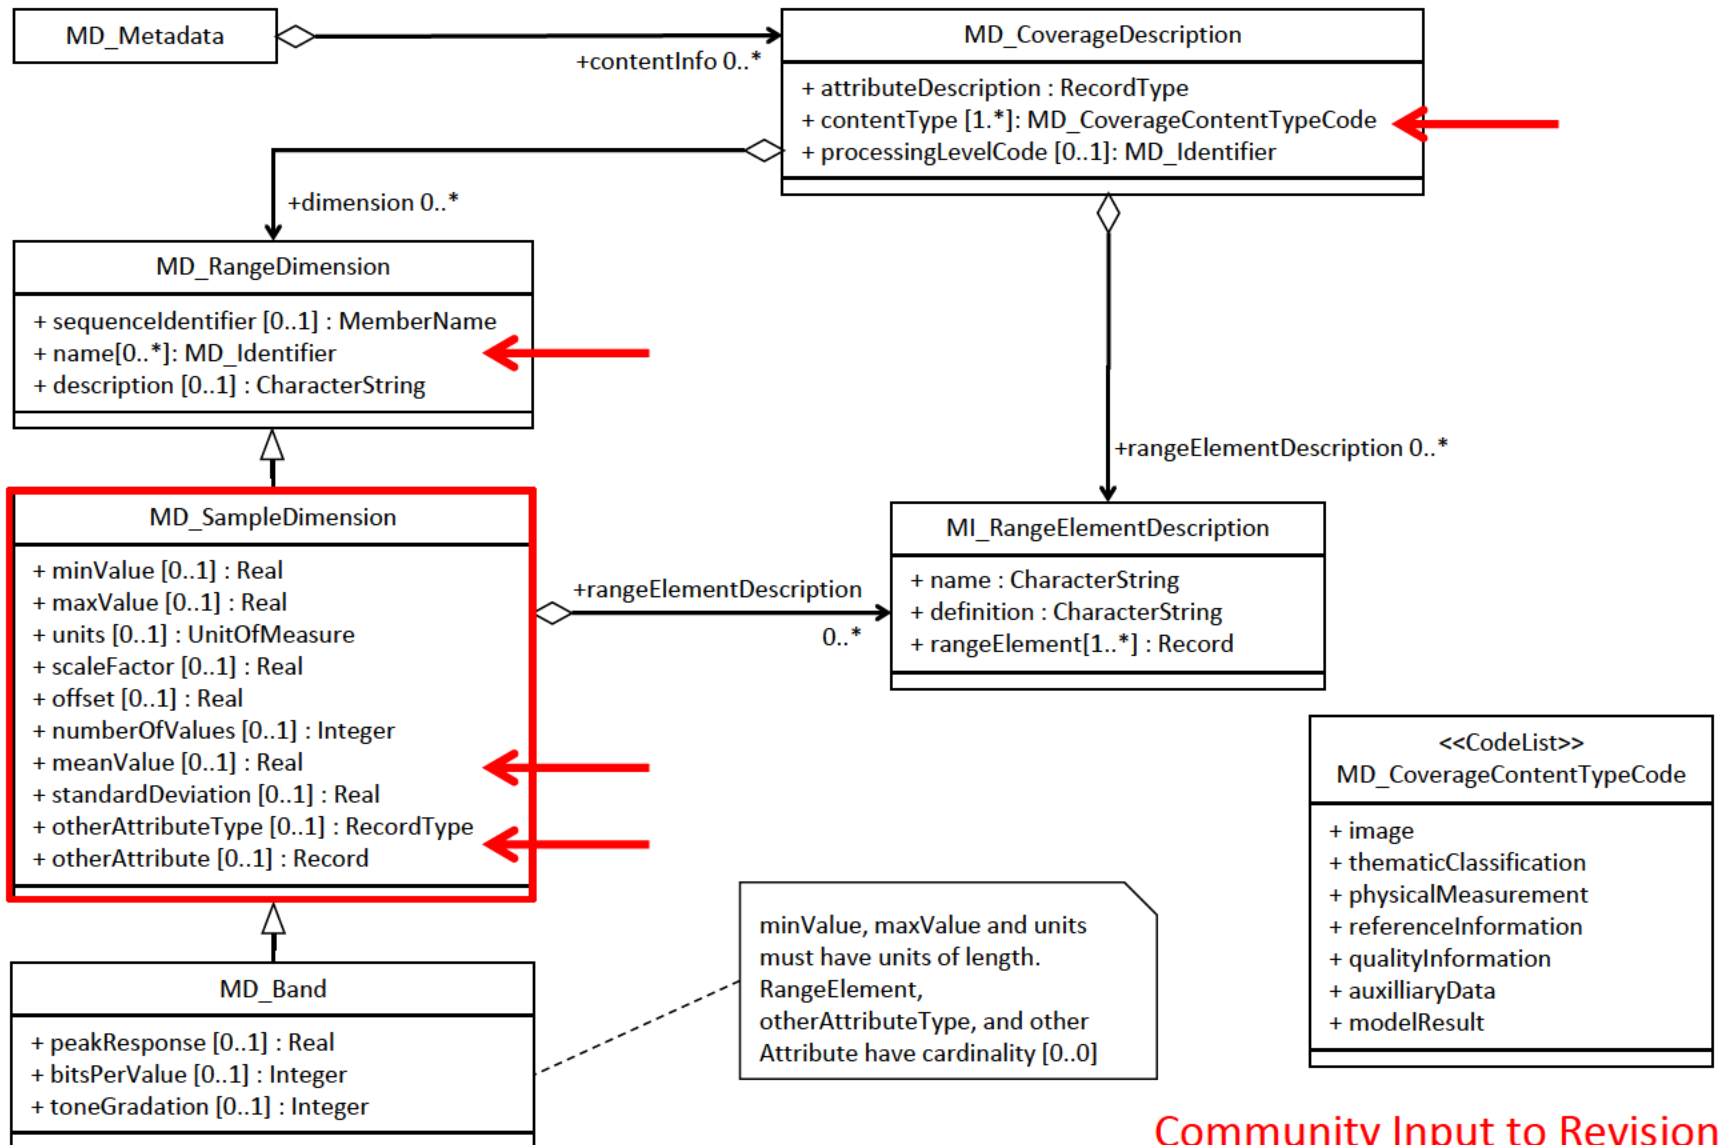 MD_Metadata
+contentInfo 0..*
MD_CoverageDescription
+ attributeDescription : RecordType
+ contentType [1.*]: MD_CoverageContentTypeCode
+ processingLevelCode [0..1]: MD_Identifier
+dimension 0..*
MD_RangeDimension
+ sequenceIdentifier [0..1] : MemberName
+ name[0..*]: MD_Identifier
+ description [0..1] : CharacterString
+rangeElementDescription 0..*
MD_SampleDimension
+ minValue [0..1] : Real
+ maxValue [0..1] : Real
+ units [0..1] : UnitOfMeasure
+ scaleFactor [0..1] : Real
+ offset [0..1] : Real
+ numberOfValues [0..1] : Integer
+ meanValue [0..1] : Real
+ standardDeviation [0..1] : Real
+ otherAttributeType [0..1] : RecordType
+ otherAttribute [0..1] : Record
+rangeElementDescription
0..*
MI_RangeElementDescription
+ name : CharacterString
+ definition : CharacterString
+ rangeElement[1..*] : Record
<<CodeList>>
MD_CoverageContentTypeCode
+ image
+ thematicClassification
+ physicalMeasurement
+ referenceInformation
+ qualityInformation
+ auxilliaryData
+ modelResult
minValue, maxValue and units
must have units of length.
RangeElement,
otherAttributeType, and other
Attribute have cardinality [0..0]
MD_Band
+ peakResponse [0..1] : Real
+ bitsPerValue [0..1] : Integer
+ toneGradation [0..1] : Integer
Community Input to Revision